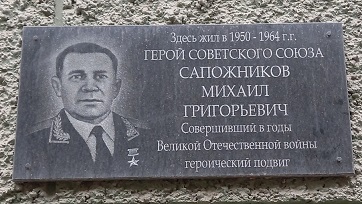 Здесь жил в 1950 - 1964 г.г.
ГЕРОЙ СОВЕТСКОГО СОЮЗА
САПОЖНИКОВ
МИХАИЛ
ГРИГОРЬЕВИЧ
Совершивший в годы
Великой Отечественной войны
героический подвиг